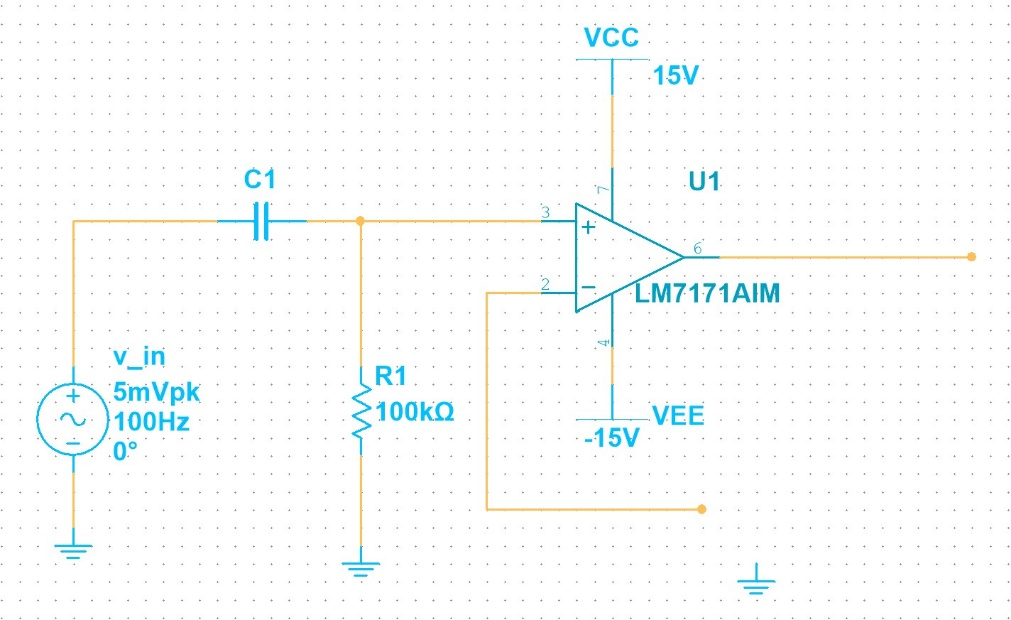 VCC
15V
C1
U1
7
3
+
6
2
−
LM7171AIM
4
v_in
5mVpk
100Hz
0°
+
−
R1
100kΩ
VEE
-15V